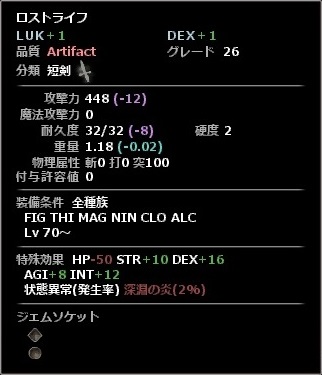 ロストライフ
LUK+1 DEX+1
品質 Artifact グレード 26
分類 短剣
攻撃力 448 (-12)
魔法攻撃力 0
耐久度 32/32 (-8) 硬度 2
重量 1.18 (-0.02)
物理属性 斬0 打0 突100
付与許容値 0
装備条件 全種族
FIG THI MAG NIN CLO ALC
Lv 70～
特殊効果 HP-50 STR+10 DEX+16
AGI+8 INT+12
状態異常(発生率) 深淵の炎(2%)
ジェムソケット